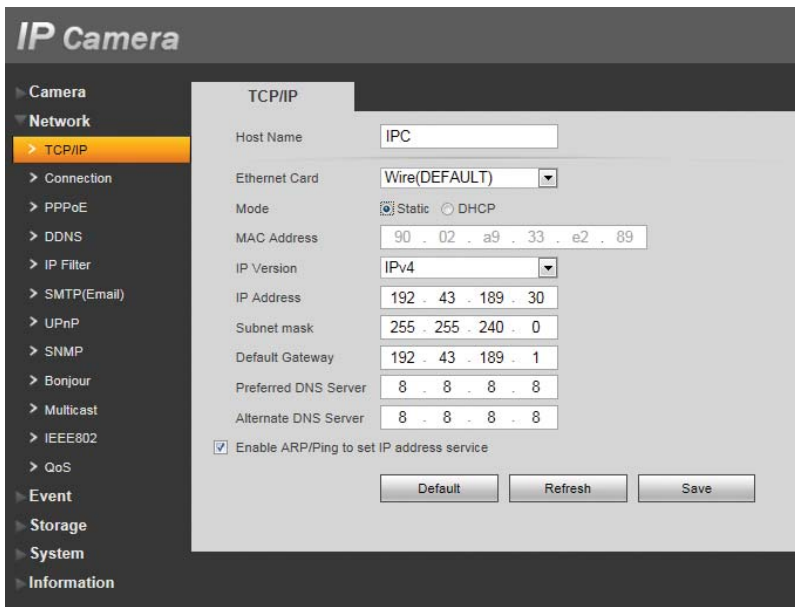 IP Camera
Camera
Network
TCP/IP
Connection
PPPoE
DDNS
IP Filter
SMTP(Email)
UPnP
SNMP
Bonjour
Multicast
IEEE802
QoS
Event
Storage
System
Information
TCP/IP
Host Name IPC
Ethernet Card Wire(DEFAULT)
Mode Static DHCP
MAC Address 90 . 02 . a9 . 33 . e2 . 89
IP Version IPv4
IP Address 192 . 43 . 189 . 30
Subnet mask 255 . 255 . 240 . 0
Default Gateway 192 . 43 . 189 . 1
Preferred DNS Server 8 . 8 . 8 . 8
Alternate DNS Server 8 . 8 . 8 . 8
Enable ARP/Ping to set IP address service
Default Refresh Save